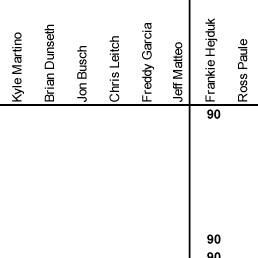 Kyle Martino
Brian Dunseth
Jon Busch
Chris Leitch
Freddy Garcia
Jeff Matteo
Frankie Hejduk
Ross Paule
90
90
90